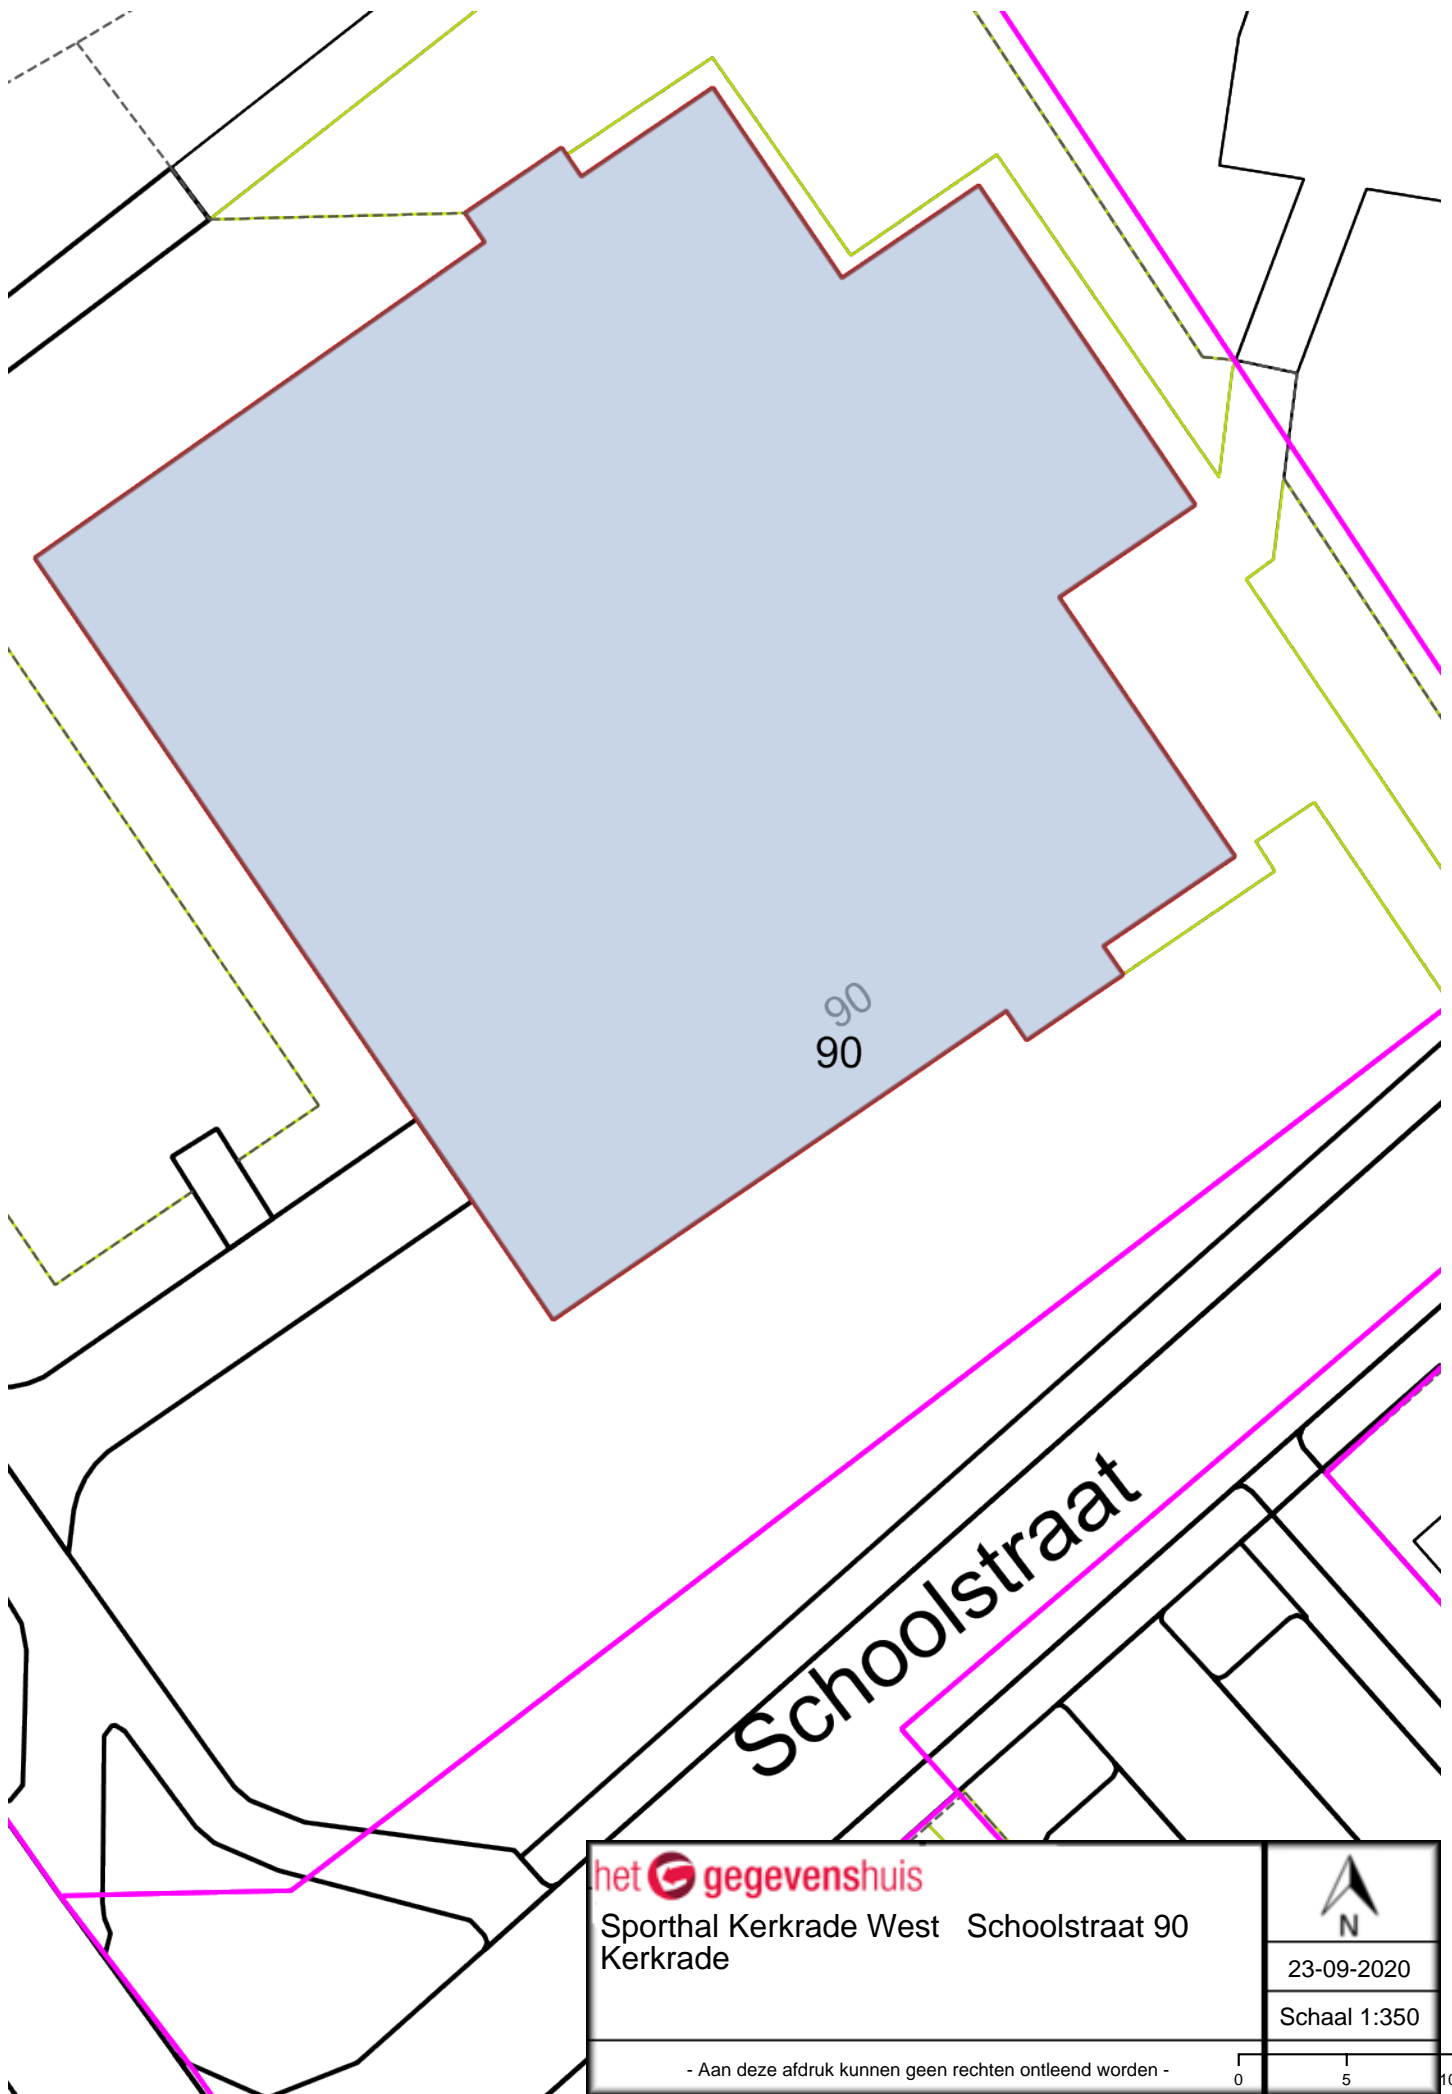 90
90
Schoolstraat
het gegevenshuis
Sporthal Kerkrade West Schoolstraat 90
Kerkrade
N
23-09-2020
Schaal 1:350
- Aan deze afdruk kunnen geen rechten ontleend worden -
0 5 10